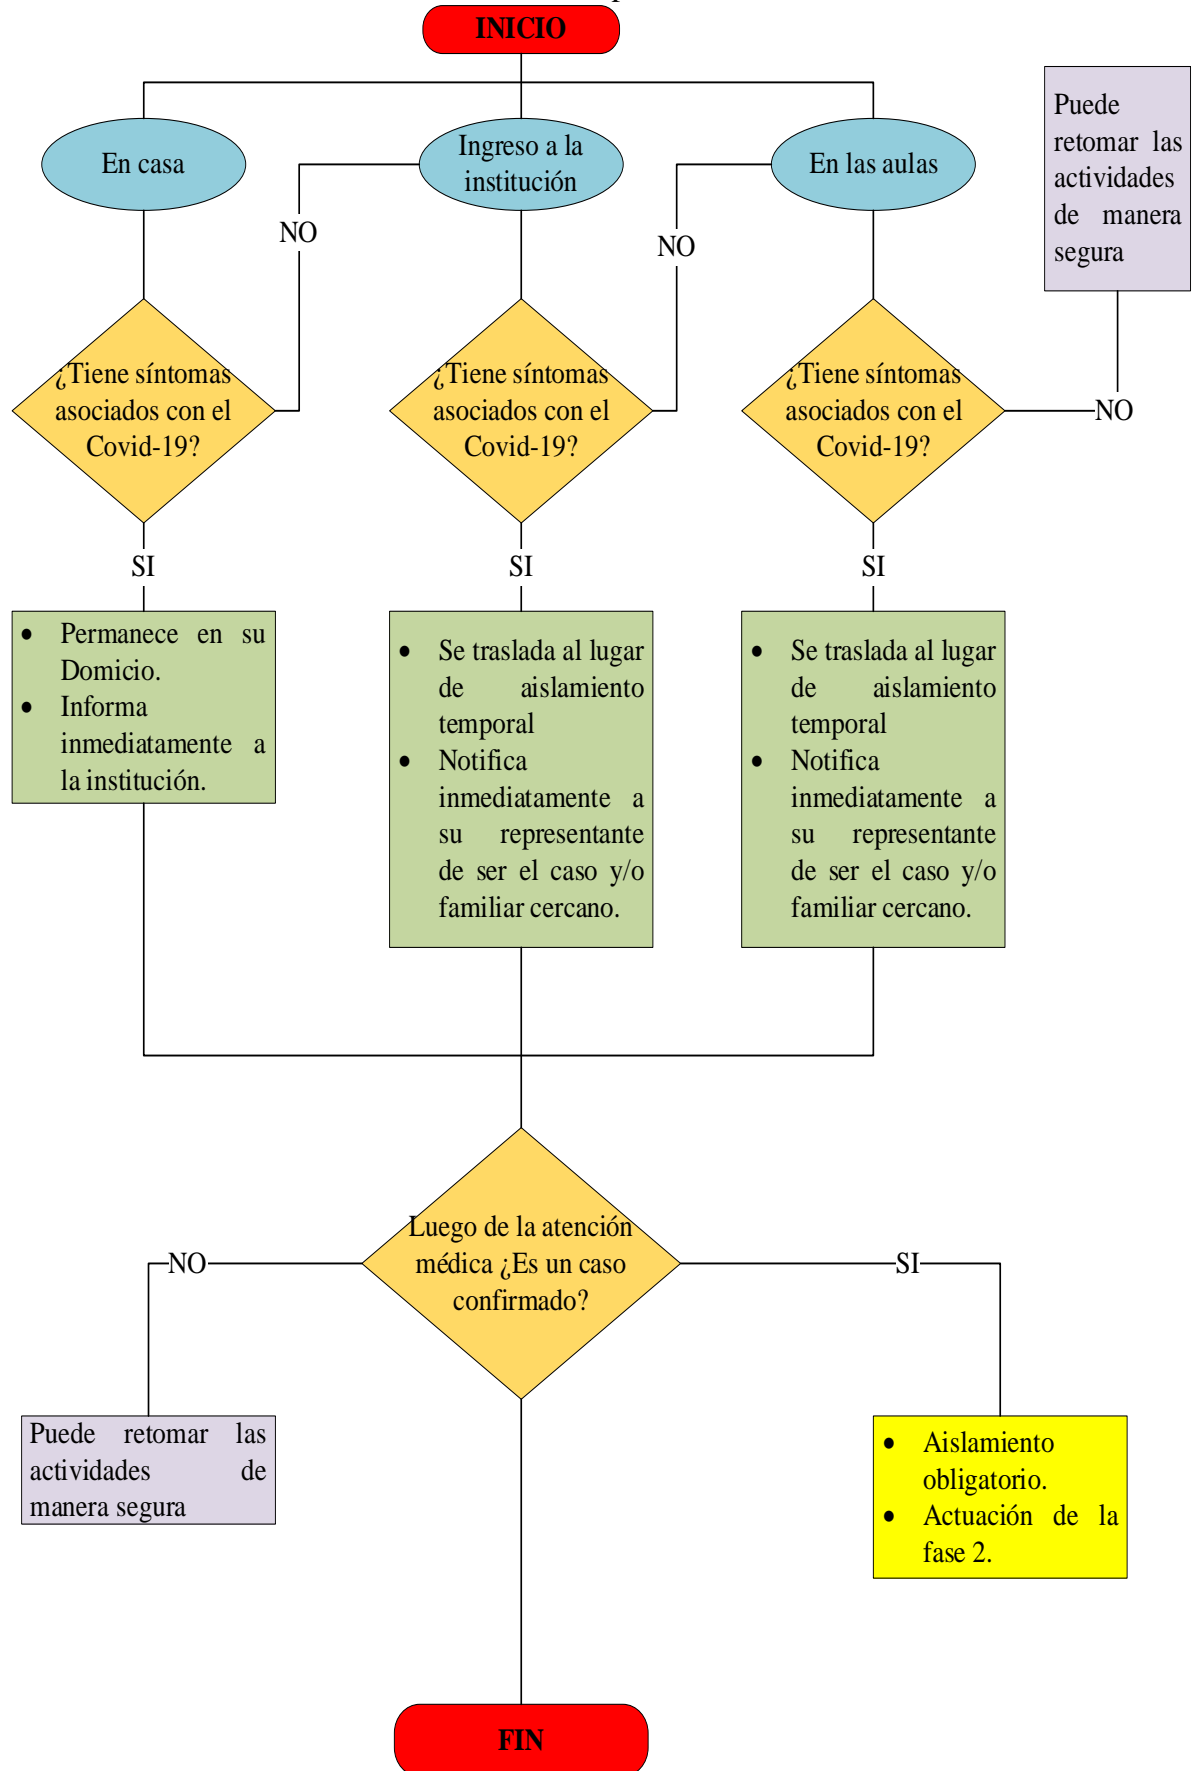 INICIO
En casa
Ingreso a la
institución
En las aulas
Puede
retomar las
actividades
de manera
segura
NO
NO
¿Tiene síntomas
asociados con el
Covid-19?
¿Tiene síntomas
asociados con el
Covid-19?
¿Tiene síntomas
asociados con el
Covid-19?
NO
SI
SI
SI
• Permanece en su
Domicio.
• Informa
inmediatamente a
la institución.
• Se traslada al lugar
de aislamiento
temporal
• Notifica
inmediatamente a
su representante
de ser el caso y/o
familiar cercano.
• Se traslada al lugar
de aislamiento
temporal
• Notifica
inmediatamente a
su representante
de ser el caso y/o
familiar cercano.
Luego de la atención
médica ¿Es un caso
confirmado?
NO
SI
Puede retomar las
actividades de
manera segura
• Aislamiento
obligatorio.
• Actuación de la
fase 2.
FIN